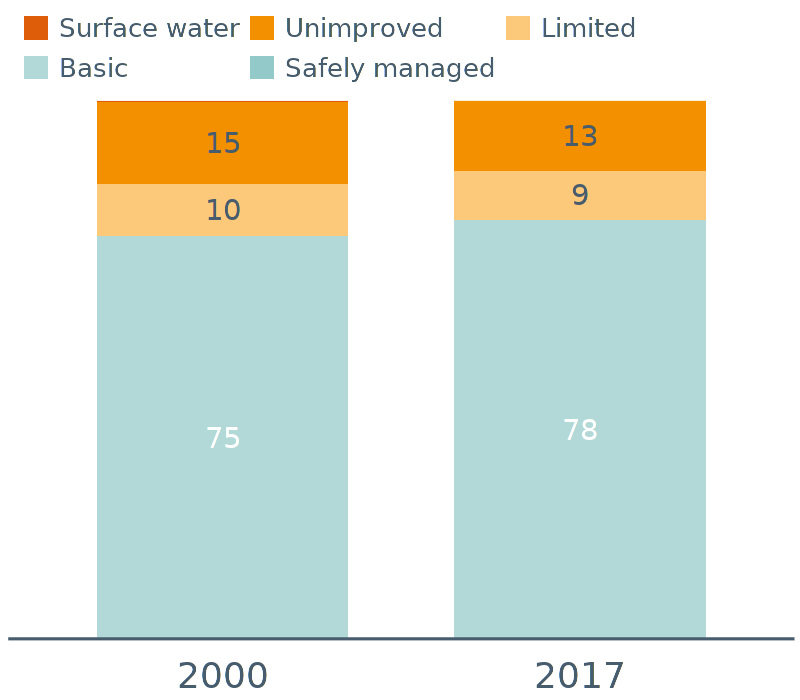 Surface water Unimproved Limited
Basic Safely managed
15 13
10 9
75 78
2000 2017